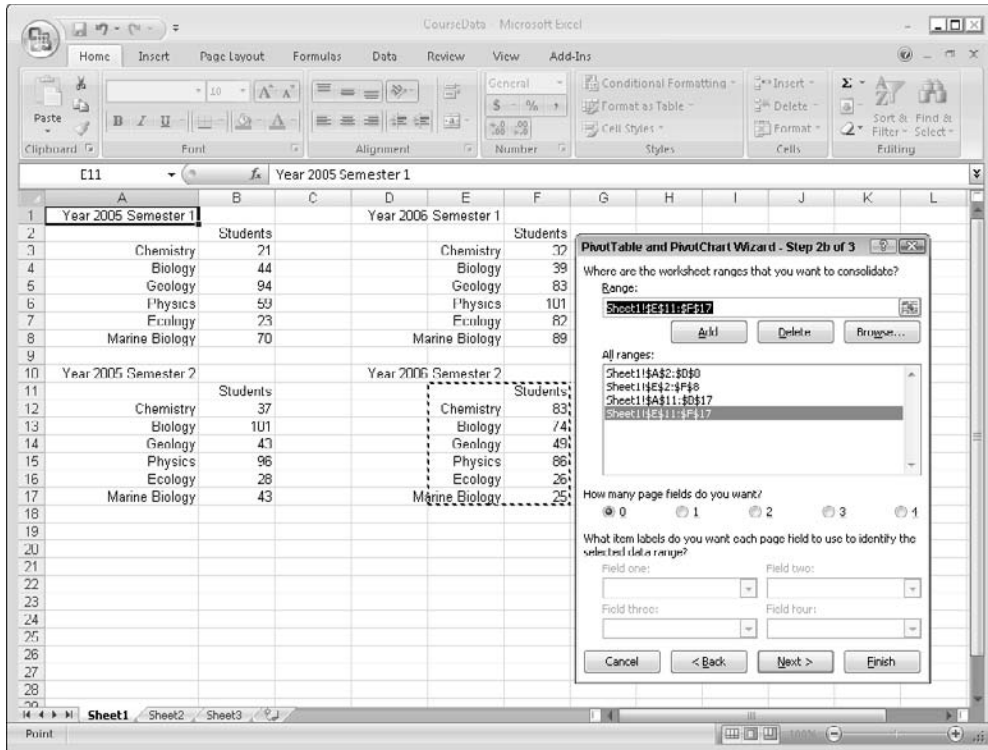 CourseData - Microsoft Excel
Home Insert Page Layout Formulas Data Review View Add-Ins
Paste
10
B I U
General
$ % ,
Conditional Formatting
Format as Table
Cell Styles
Insert
Delete
Format
Σ
Sort & Filter
Find & Select
Clipboard Font Alignment Number Styles Cells Editing
E11 fx Year 2005 Semester 1
A B C D E F G H I J K L
1 Year 2005 Semester 1 Year 2006 Semester 1
2 Students Students
3 Chemistry 21 Chemistry 32
4 Biology 44 Biology 39
5 Geology 94 Geology 83
6 Physics 59 Physics 101
7 Ecology 23 Ecology 82
8 Marine Biology 70 Marine Biology 89
9
10 Year 2005 Semester 2 Year 2006 Semester 2
11 Students Students
12 Chemistry 37 Chemistry 83
13 Biology 101 Biology 74
14 Geology 43 Geology 49
15 Physics 96 Physics 86
16 Ecology 28 Ecology 26
17 Marine Biology 43 Marine Biology 25
18
19
20
21
22
23
24
25
26
27
28
29
PivotTable and PivotChart Wizard - Step 2b of 3
Where are the worksheet ranges that you want to consolidate?
Range:
Sheet1!$E$11:$F$17
Add Delete Browse...
All ranges:
Sheet1!$E$2:$F$8
Sheet1!$E$11:$F$17
How many page fields do you want?
0 1 2 3 4
What item labels do you want each page field to use to identify the
selected data range?
Field one: Field two:
Field three: Field four:
Cancel < Back Next > Finish
Sheet1 Sheet2 Sheet3
Point 100%